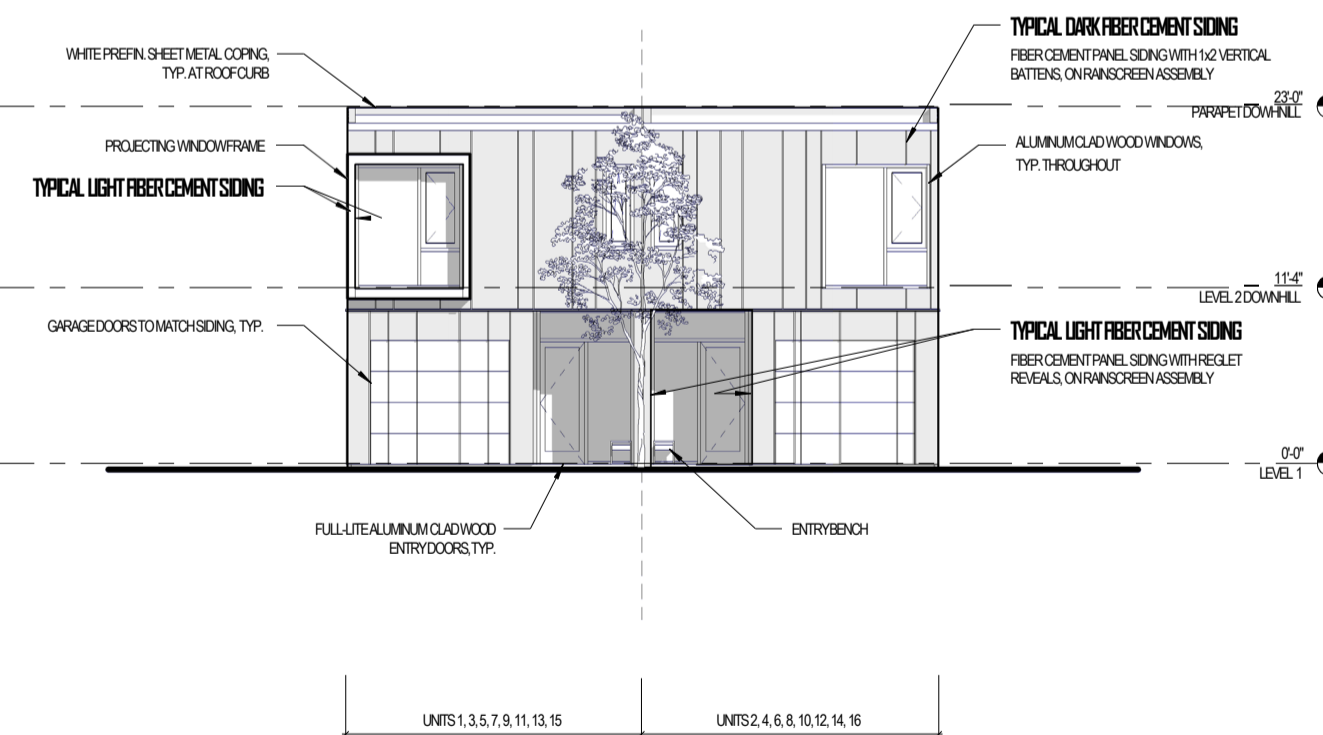 WHITE PREFIN. SHEET METAL COPING,
TYP. AT ROOF CURB
PROJECTING WINDOW FRAME
TYPICAL LIGHT FIBER CEMENT SIDING
GARAGE DOORS TO MATCH SIDING, TYP.
TYPICAL DARK FIBER CEMENT SIDING
FIBER CEMENT PANEL SIDING WITH 1x2 VERTICAL
BATTENS, ON RAINSCREEN ASSEMBLY
23'-0"
PARAPET DOWNHILL
ALUMINUM CLAD WOOD WINDOWS,
TYP. THROUGHOUT
11'-4"
LEVEL 2 DOWNHILL
TYPICAL LIGHT FIBER CEMENT SIDING
FIBER CEMENT PANEL SIDING WITH REGLET
REVEALS, ON RAINSCREEN ASSEMBLY
0'-0"
LEVEL 1
FULL-LITE ALUMINUM CLAD WOOD
ENTRY DOORS, TYP.
ENTRY BENCH
UNITS 1, 3, 5, 7, 9, 11, 13, 15
UNITS 2, 4, 6, 8, 10, 12, 14, 16